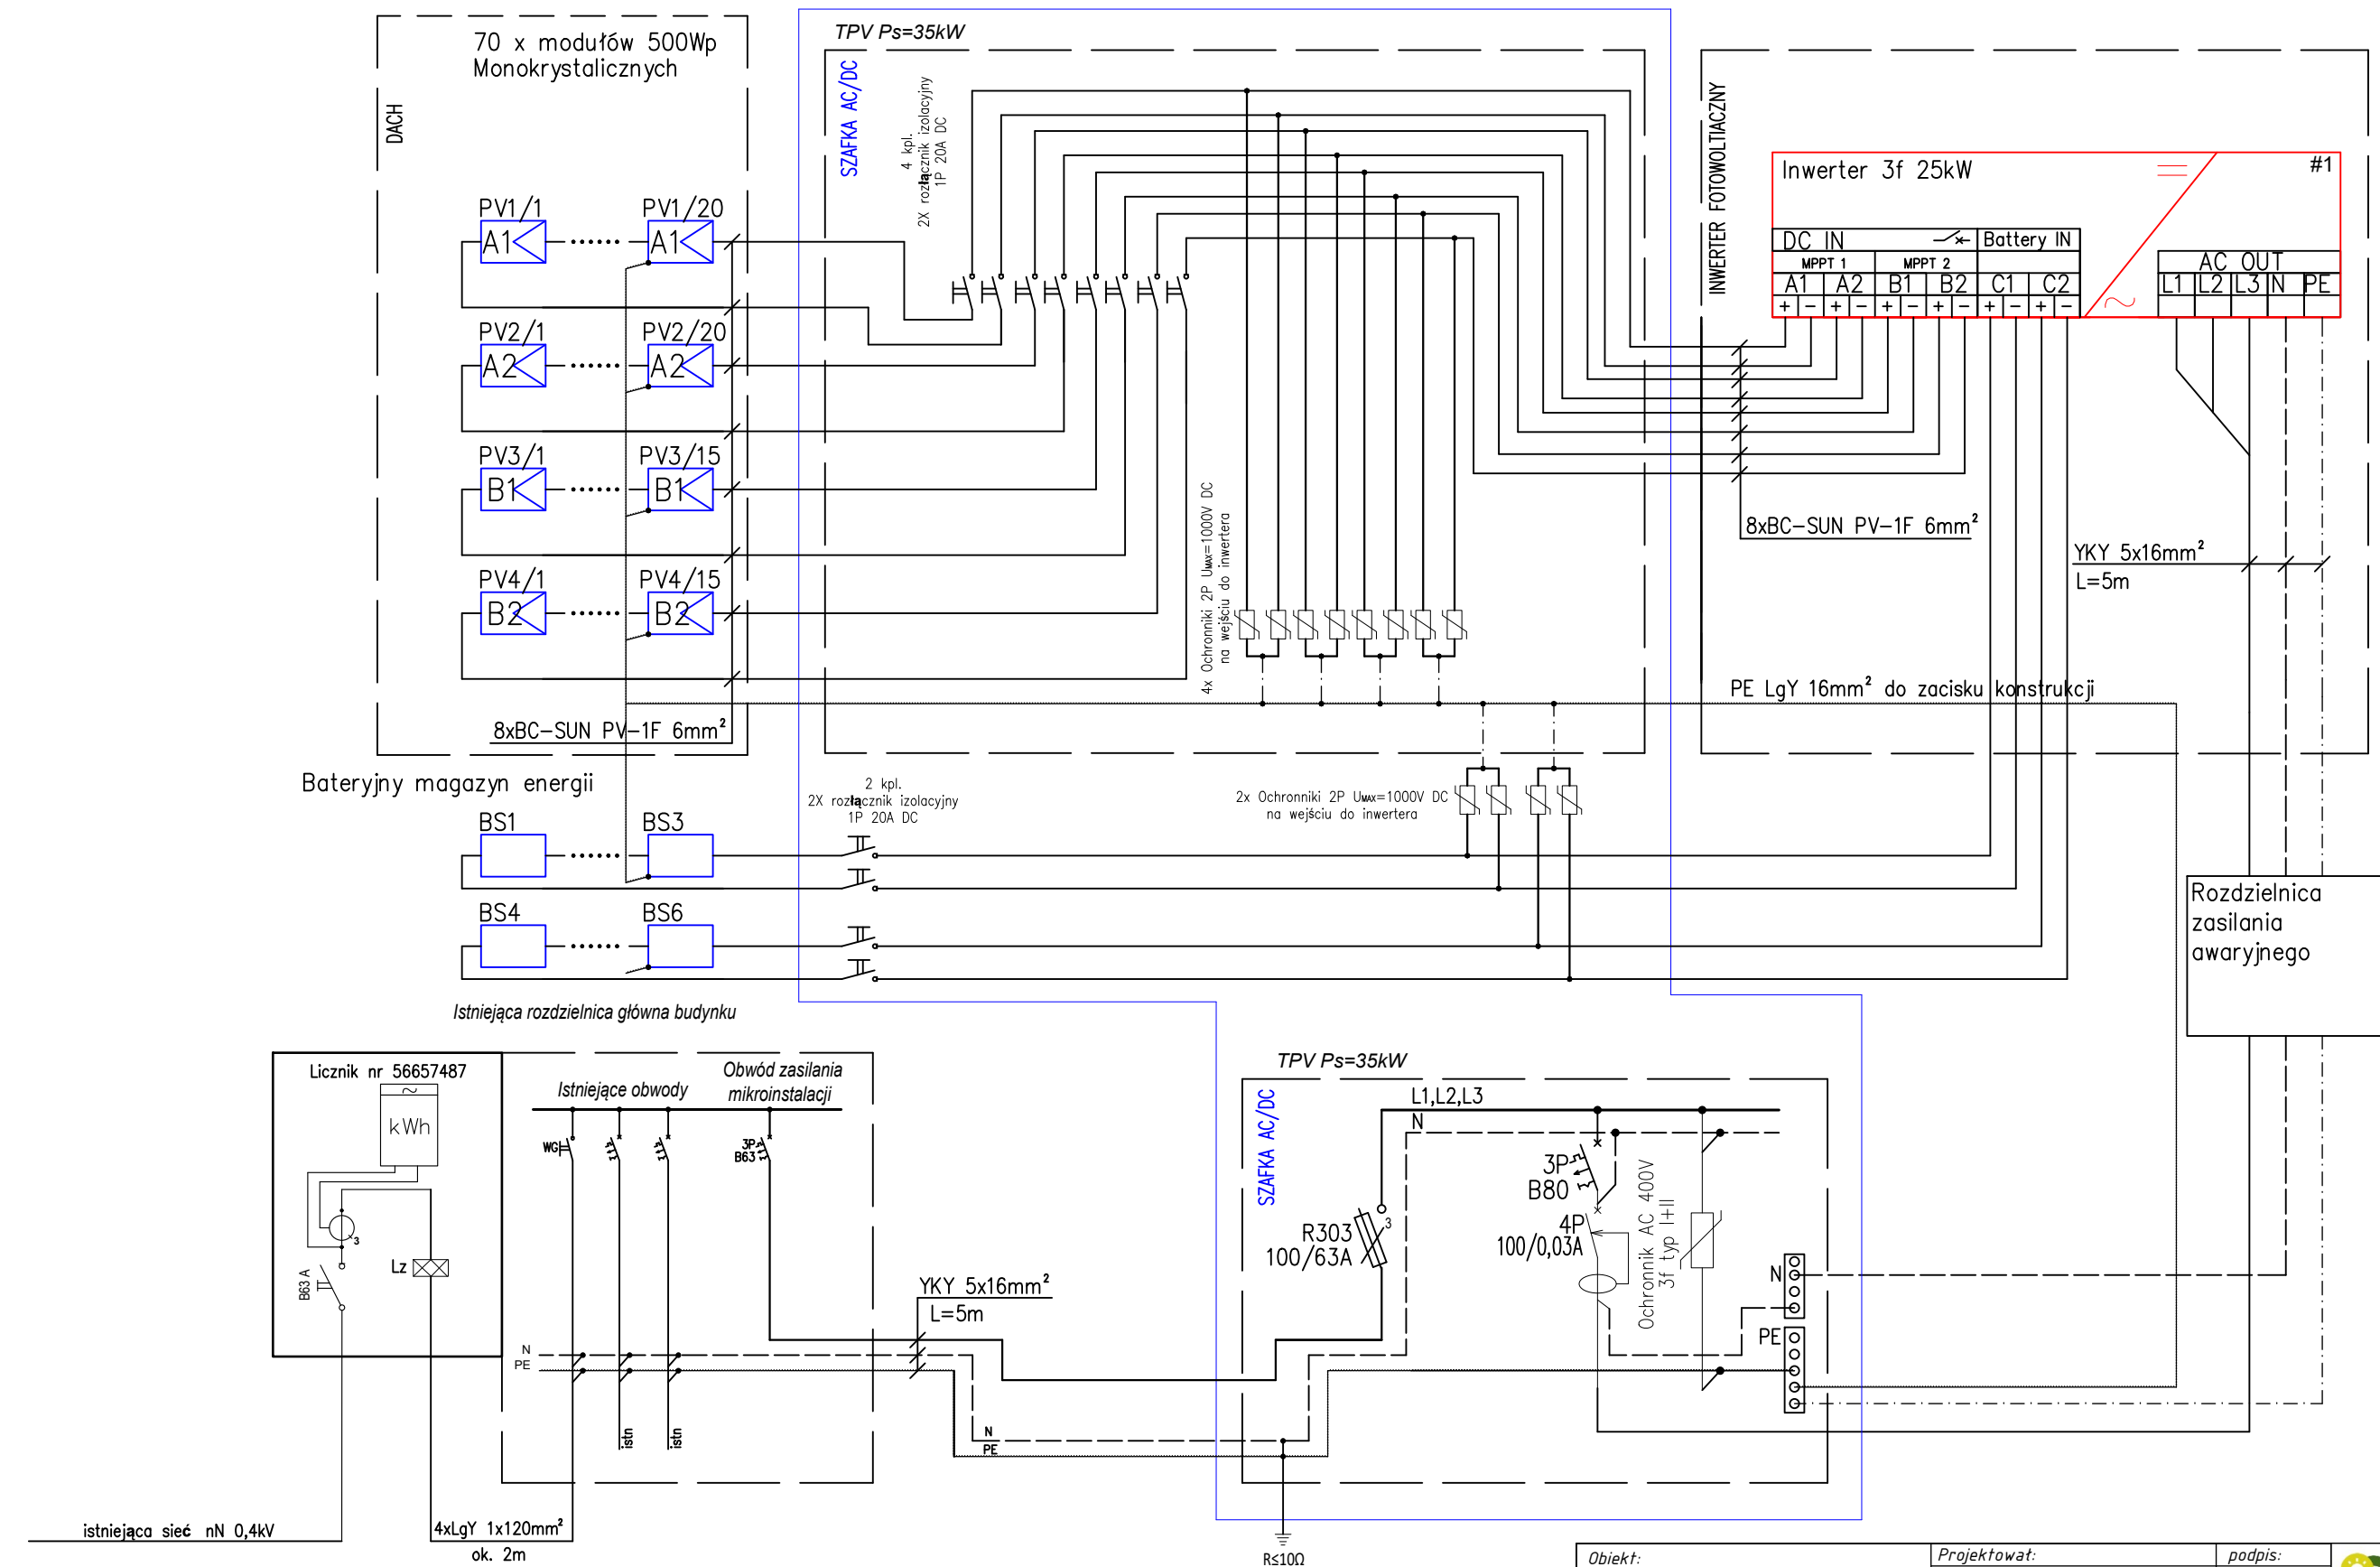 70 x modułów 500Wp
Monokrystalicznych
DACH
PV1/1
PV1/20
A1
A1
PV2/1
PV2/20
A2
A2
PV3/1
PV3/15
B1
B1
PV4/1
PV4/15
B2
B2
8xBC-SUN PV-1F 6mm²
TPV Ps=35kW
SZAFKA AC/DC
4 kpl.
2X rozłącznik izolacyjny
1P 20A DC
4x Ochronniki 2P UMAX=1000V DC
na wejściu do inwertera
INWERTER FOTOWOLTIACZNY
Inwerter 3f 25kW
#1
DC IN
Battery IN
MPPT 1
MPPT 2
A1
A2
B1
B2
C1
C2
+ - + - + - + - + - + -
AC OUT
L1 L2 L3 N PE
8xBC-SUN PV-1F 6mm²
YKY 5x16mm²
L=5m
PE LgY 16mm² do zacisku konstrukcji
Bateryjny magazyn energii
BS1
BS3
BS4
BS6
2 kpl.
2X rozłącznik izolacyjny
1P 20A DC
2x Ochronniki 2P UMAX=1000V DC
na wejściu do inwertera
Rozdzielnica
zasilania
awaryjnego
Istniejąca rozdzielnica główna budynku
Licznik nr 56657487
kWh
3
Lz
B63 A
Istniejące obwody
Obwód zasilania
mikroinstalacji
WG
3P
B63
N
PE
istn
istn
YKY 5x16mm²
L=5m
N
PE
TPV Ps=35kW
SZAFKA AC/DC
L1,L2,L3
N
R303
100/63A
3
3P
B80
4P
100/0,03A
Ochronnik AC 400V
3f typ I+II
N
PE
istniejąca sieć nN 0,4kV
4xLgY 1x120mm²
ok. 2m
R≤10Ω
Obiekt:
Projektował:
podpis: